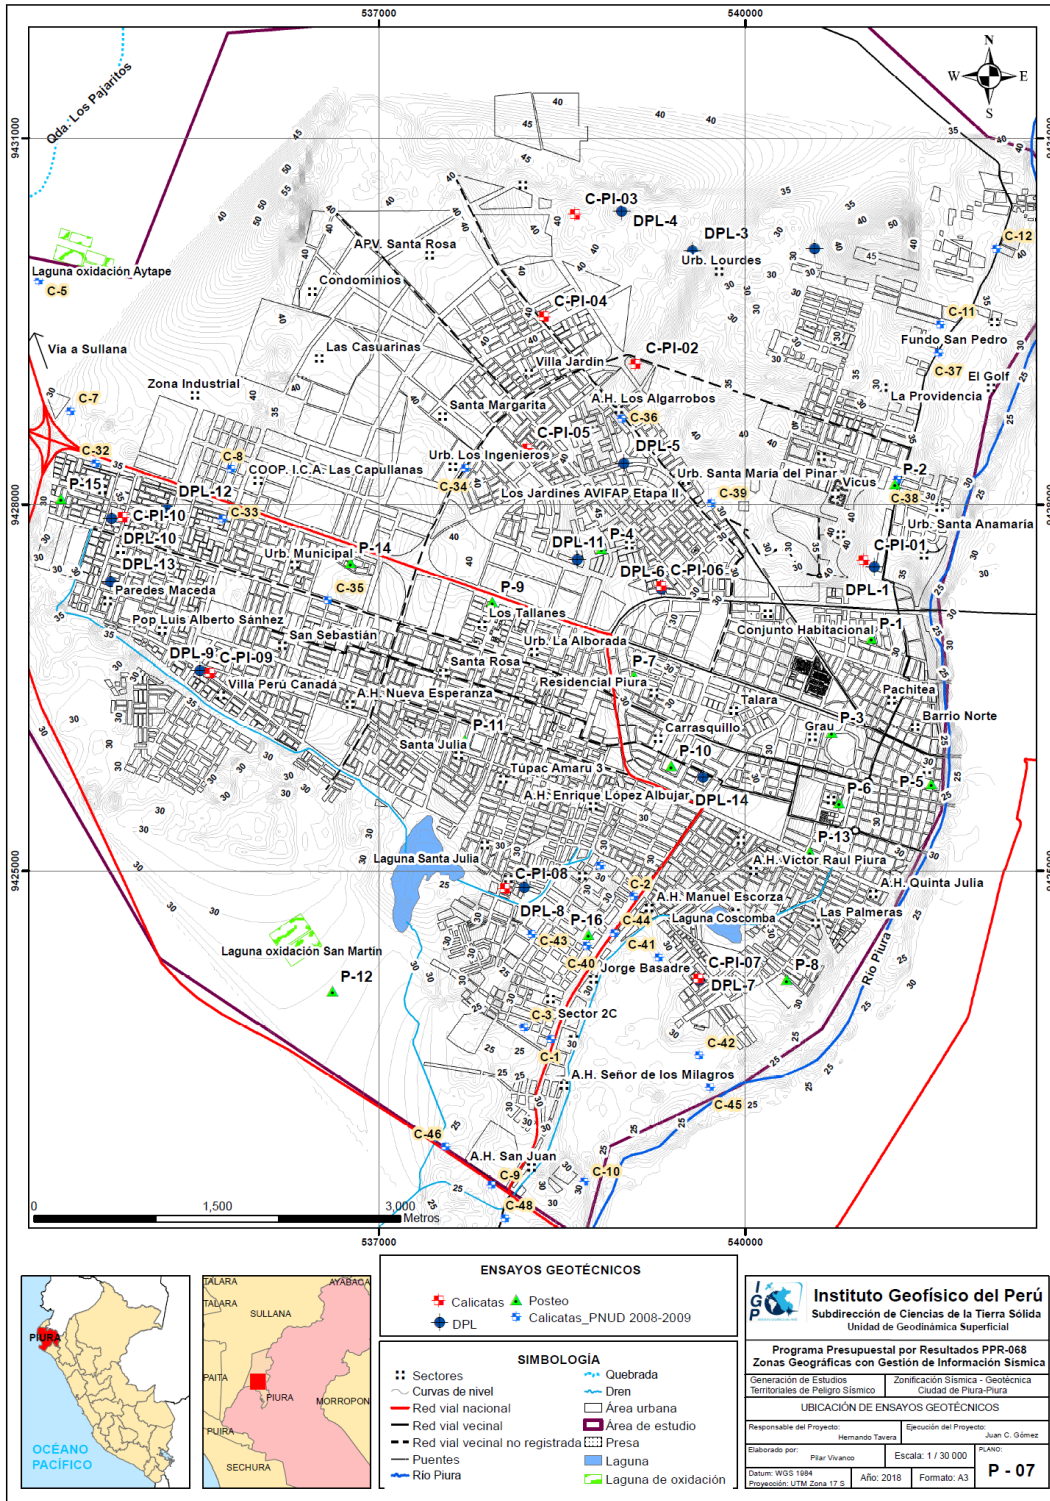 537000
540000
N
W
E
S
Qda. Los Pajaritos
9431000
9431000
C-PI-03
DPL-4
DPL-3
C-12
APV. Santa Rosa
Urb. Lourdes
Laguna oxidación Aytape
C-5
Condominios
C-PI-04
C-11
Vía a Sullana
Las Casuarinas
Villa Jardín
C-PI-02
Fundo San Pedro
C-37
Zona Industrial
El Golf
C-7
A.H. Los Algarrobos
La Providencia
Santa Margarita
C-36
C-PI-05
C-32
C-8
Urb. Los Ingenieros
DPL-5
COOP. I.C.A. Las Capullanas
Urb. Santa Maria del Pinar
P-2
P-15
DPL-12
C-34
Los Jardines AVIFAP Etapa II
C-39
Vicus
C-38
9428000
9428000
C-PI-10
C-33
Urb. Santa Anamaria
DPL-10
P-4
C-PI-01
Urb. Municipal
P-14
DPL-11
DPL-13
DPL-6
C-PI-06
Paredes Maceda
C-35
P-9
DPL-1
Los Tallanes
Pop Luis Alberto Sánhez
Conjunto Habitacional
P-1
San Sebastián
Urb. La Alborada
DPL-9
C-PI-09
Santa Rosa
P-7
Villa Perú Canadá
Residencial Piura
A.H. Nueva Esperanza
Talara
Pachitea
P-11
Carrasquillo
P-3
Grau
Barrio Norte
Santa Julia
P-10
Túpac Amaru 3
P-6
P-5
A.H. Enrique López Albujar
DPL-14
P-13
Laguna Santa Julia
A.H. Víctor Raúl Piura
9425000
9425000
C-PI-08
C-2
A.H. Quinta Julia
A.H. Manuel Escorza
DPL-8
C-44
Laguna Coscomba
Las Palmeras
P-16
Laguna oxidación San Martin
C-43
C-41
Río Piura
C-40
C-PI-07
P-12
Jorge Basadre
DPL-7
P-8
C-3
Sector 2C
C-42
C-1
A.H. Señor de los Milagros
C-45
C-46
A.H. San Juan
C-9
C-10
C-48
0
1,500
3,000
Metros
537000
540000
ENSAYOS GEOTÉCNICOS
Calicatas
Posteo
DPL
Calicatas_PNUD 2008-2009
SIMBOLOGÍA
Sectores
Curvas de nivel
Red vial nacional
Red vial vecinal
Red vial vecinal no registrada
Puentes
Río Piura
Quebrada
Dren
Área urbana
Área de estudio
Presa
Laguna
Laguna de oxidación
PIURA
OCÉANO
PACÍFICO
TALARA
AYABACA
TALARA
SULLANA
PAITA
PIURA
MORROPON
PUIRA
SECHURA
IGP
Instituto Geofísico del Perú
Subdirección de Ciencias de la Tierra Sólida
Unidad de Geodinámica Superficial
Programa Presupuestal por Resultados PPR-068
Zonas Geográficas con Gestión de Información Sísmica
Generación de Estudios
Territoriales de Peligro Sísmico
Zonificación Sísmica - Geotécnica
Ciudad de Piura-Piura
UBICACIÓN DE ENSAYOS GEOTÉCNICOS
Responsable del Proyecto:
Hernando Tavera
Ejecución del Proyecto:
Juan C. Gómez
Elaborado por:
Pilar Vivanco
Escala: 1 / 30 000
PLANO:
P - 07
Datum: WGS 1984
Proyección: UTM Zona 17 S
Año: 2018
Formato: A3